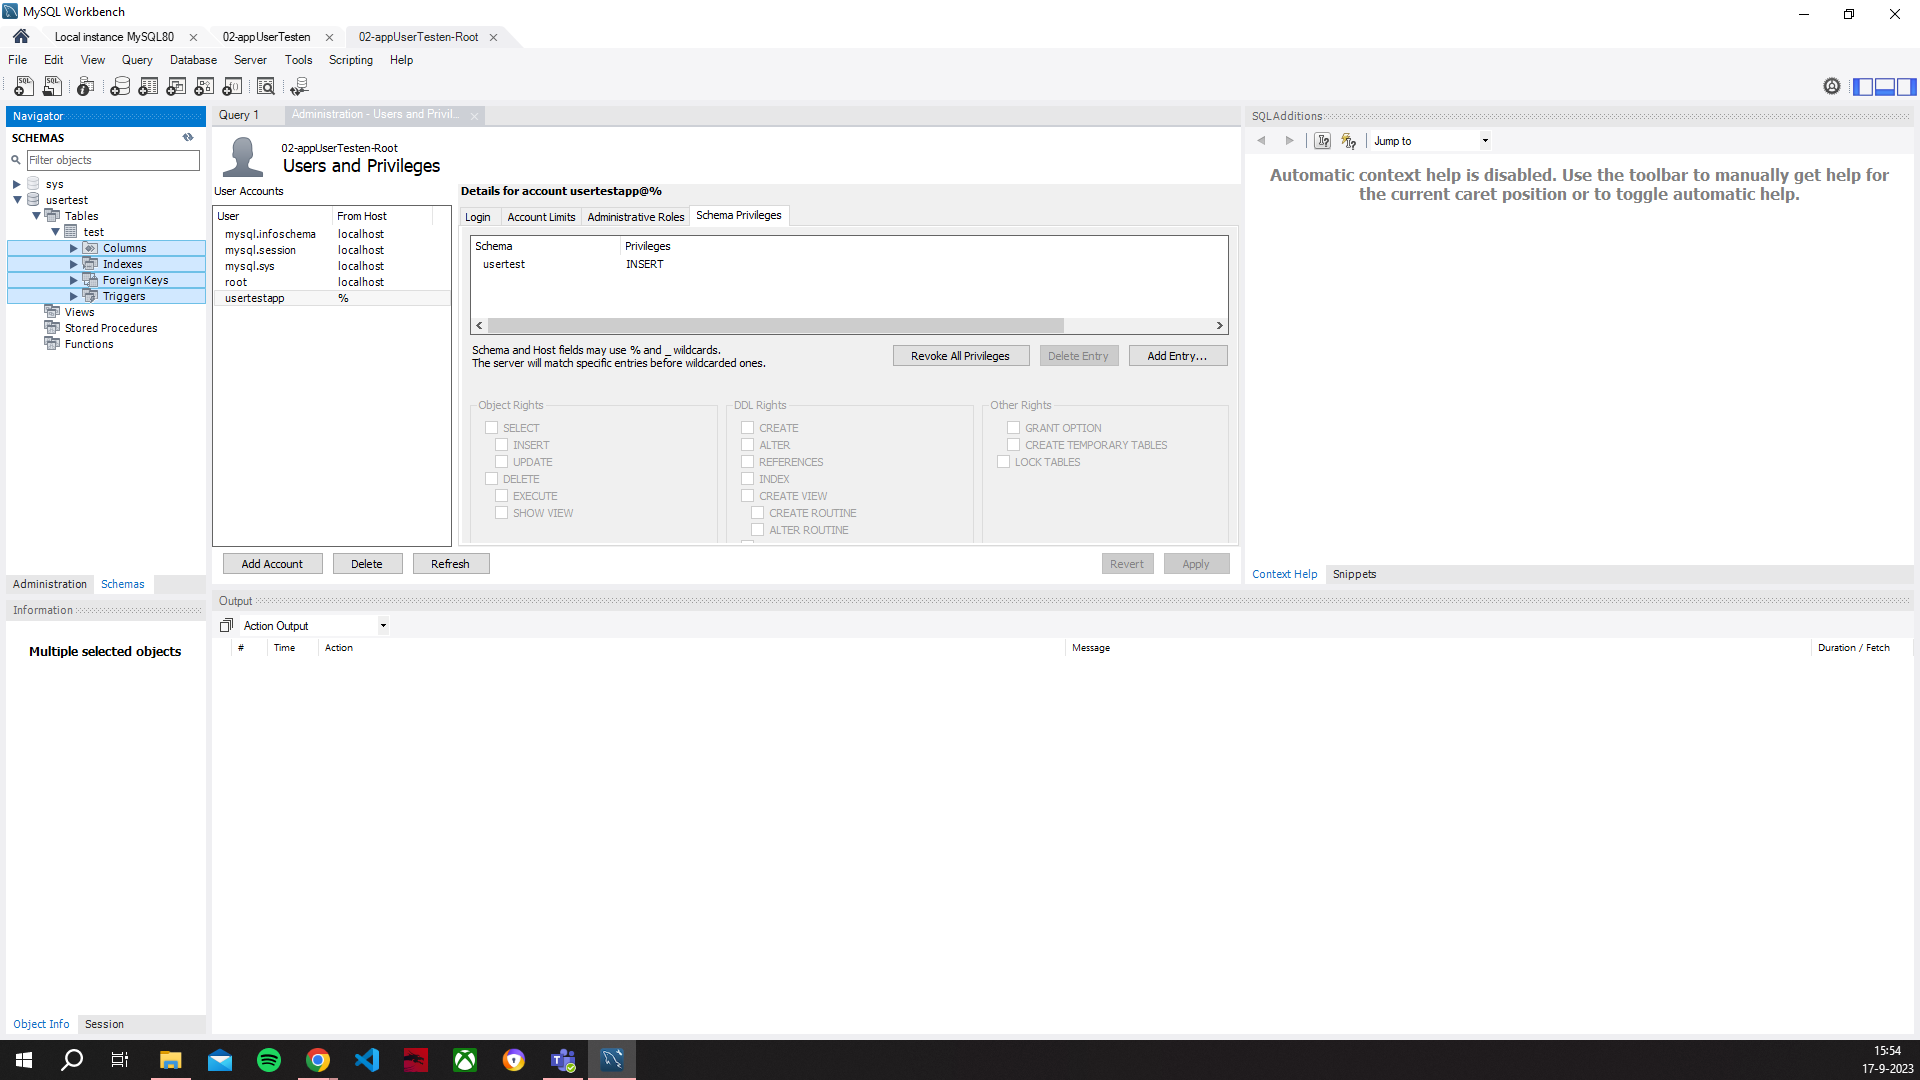 MySQL Workbench
Local instance MySQL80
02-appUserTesten
02-appUserTesten-Root
File Edit View Query Database Server Tools Scripting Help
Navigator
SCHEMAS
Filter objects
sys
usertest
Tables
test
Columns
Indexes
Foreign Keys
Triggers
Views
Stored Procedures
Functions
Administration Schemas
Information
Multiple selected objects
Object Info Session
Query 1
Administration - Users and Privil...
02-appUserTesten-Root
Users and Privileges
User Accounts
User From Host
mysql.infoschema localhost
mysql.session localhost
mysql.sys localhost
root localhost
usertestapp %
Add Account Delete Refresh
Details for account usertestapp@%
Login Account Limits Administrative Roles Schema Privileges
Schema Privileges
usertest INSERT
Schema and Host fields may use % and _ wildcards.
The server will match specific entries before wildcarded ones.
Revoke All Privileges Delete Entry Add Entry...
Object Rights
SELECT
INSERT
UPDATE
DELETE
EXECUTE
SHOW VIEW
DDL Rights
CREATE
ALTER
REFERENCES
INDEX
CREATE VIEW
CREATE ROUTINE
ALTER ROUTINE
Other Rights
GRANT OPTION
CREATE TEMPORARY TABLES
LOCK TABLES
Revert Apply
SQLAdditions
Jump to
Automatic context help is disabled. Use the toolbar to manually get help for
the current caret position or to toggle automatic help.
Context Help Snippets
Output
Action Output
# Time Action Message Duration / Fetch
15:54
17-9-2023